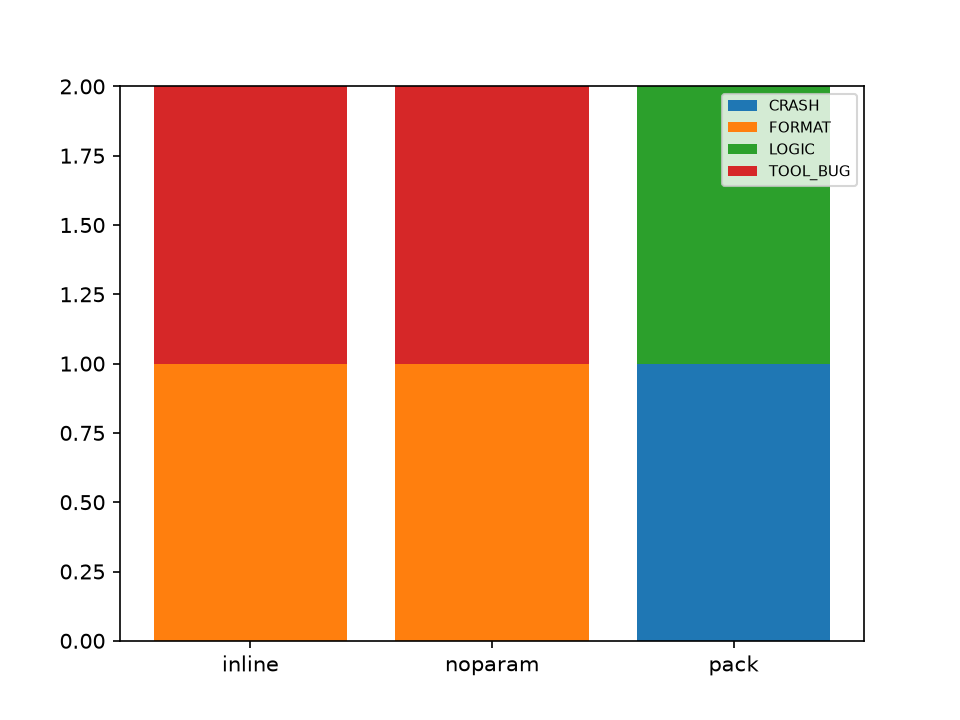 2.00
1.75
1.50
1.25
1.00
0.75
0.50
0.25
0.00
CRASH
FORMAT
LOGIC
TOOL_BUG
inline
noparam
pack